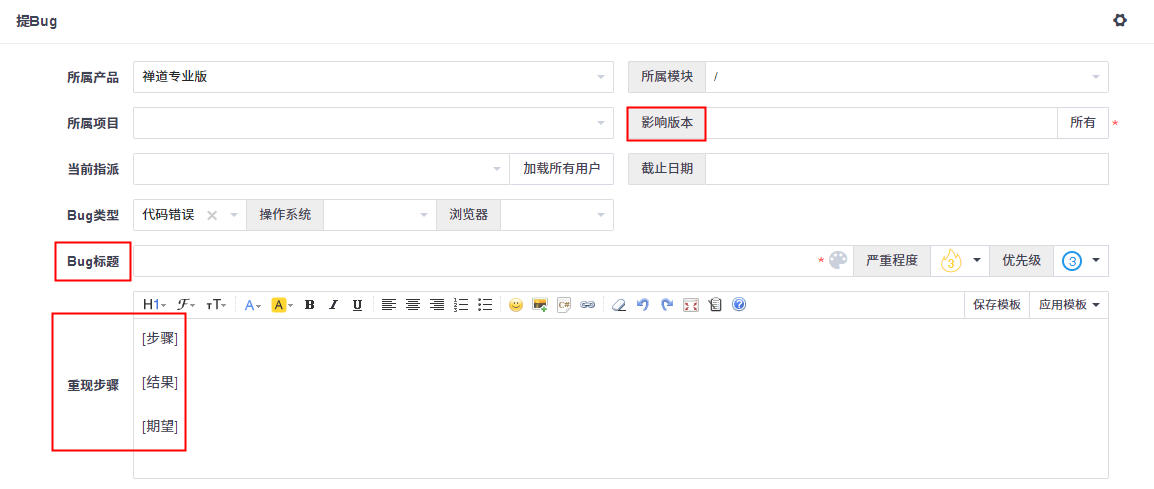 提Bug
所属产品 禅道专业版 所属模块 /
所属项目 影响版本 所有 *
当前指派 加载所有用户 截止日期
Bug类型 代码错误 × 操作系统 浏览器
Bug标题 * 严重程度 3 优先级 3
H1 F TT A A B I U C# ? 保存模板 应用模板
[步骤]
重现步骤 [结果]
[期望]